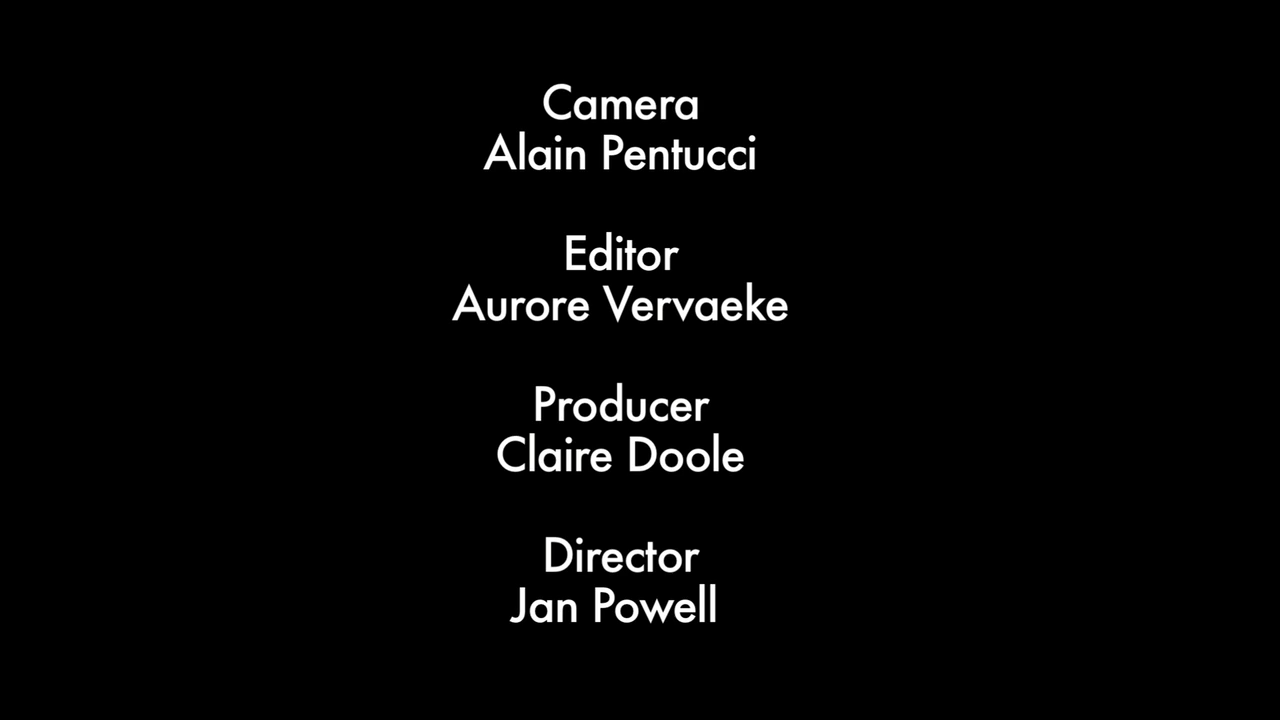 Camera
Alain Pentucci
Editor
Aurore Vervaeke
Producer
Claire Doole
Director
Jan Powell